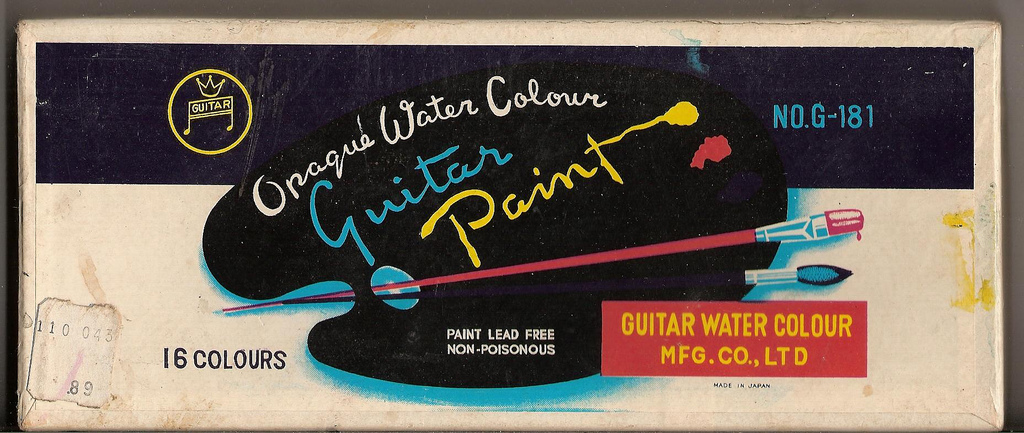 GUITAR
Opaqué Water Colour
Guitar
Paint
NO.G-181
PAINT LEAD FREE
NON-POISONOUS
GUITAR WATER COLOUR
MFG.CO.,LTD
MADE IN JAPAN
16 COLOURS
110 043
.89